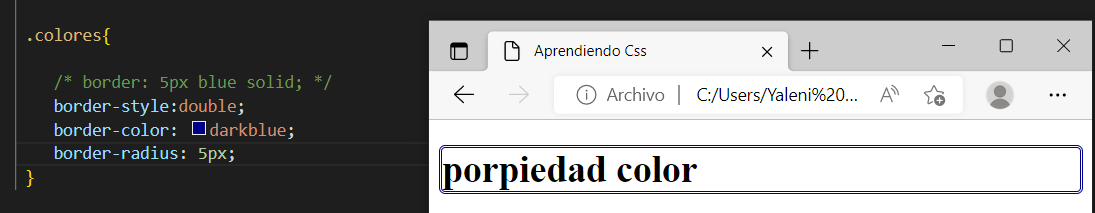 .colores{
/* border: 5px blue solid; */
border-style:double;
border-color: darkblue;
border-radius: 5px;
}
Aprendiendo Css
Archivo | C:/Users/Yaleni%20...
porpiedad color